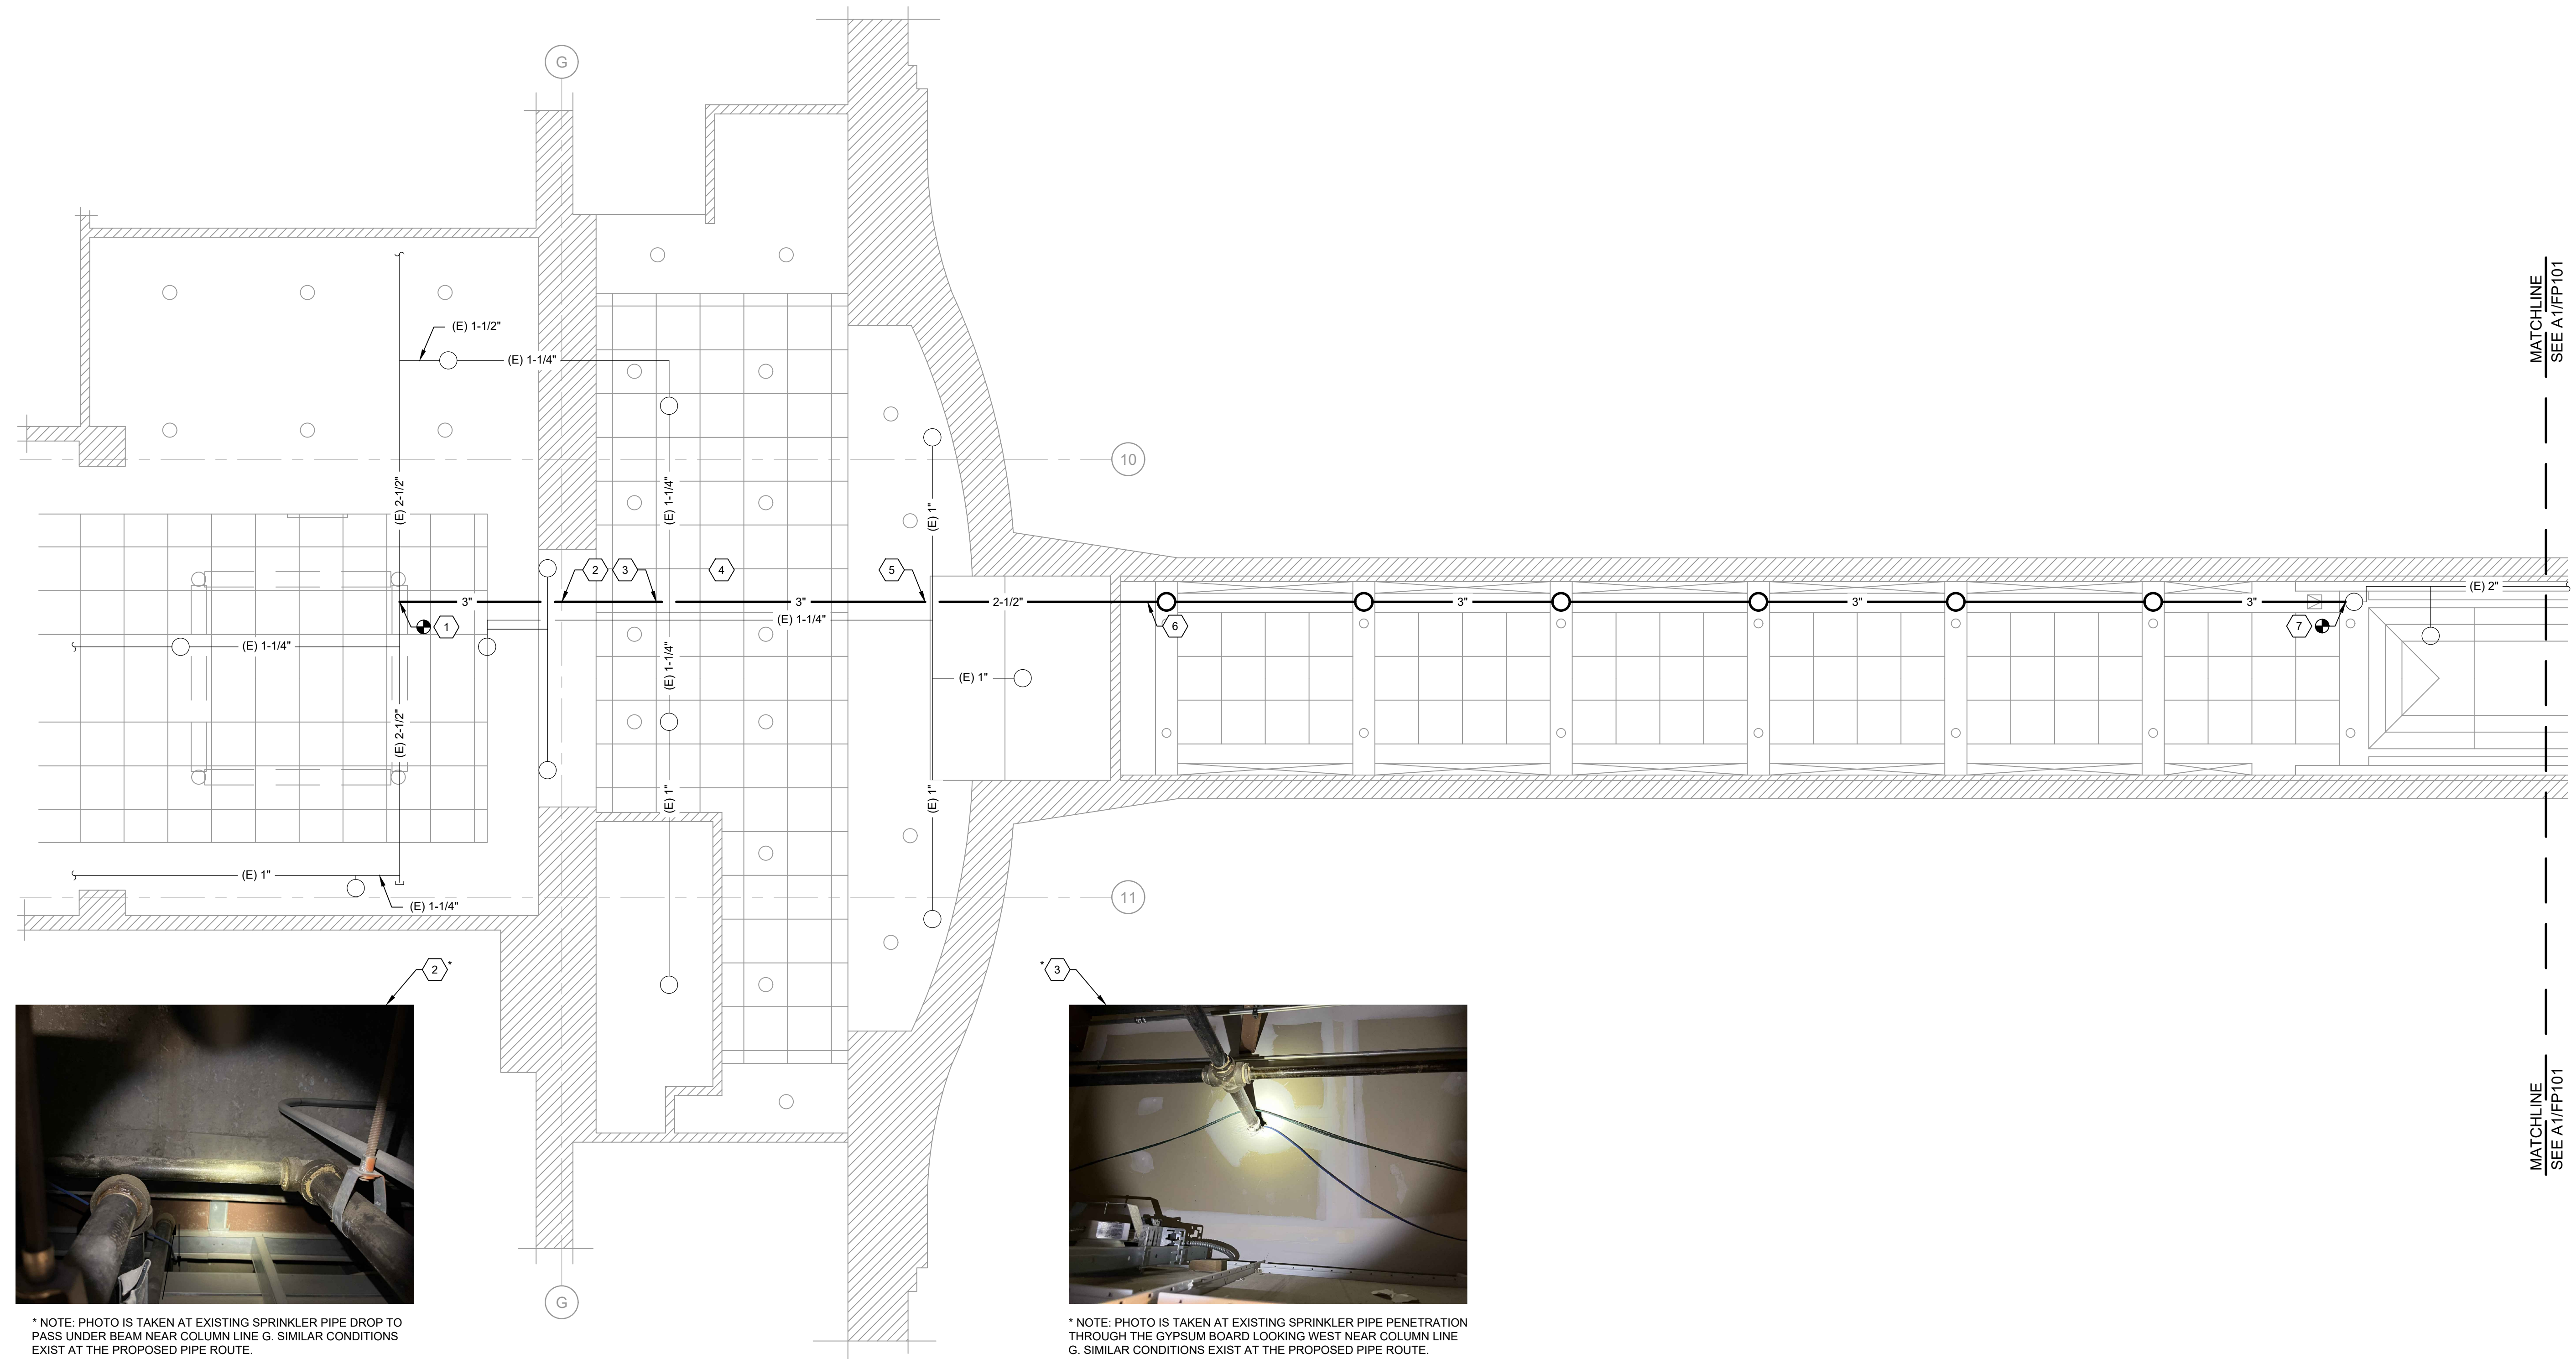 G
(E) 1-1/2"
(E) 1-1/4"
10
(E) 2-1/2"
(E) 1-1/4"
(E) 1"
2
3
4
5
3"
3"
2-1/2"
3"
3"
3"
(E) 2"
1
(E) 1-1/4"
6
7
(E) 1-1/4"
(E) 1-1/4"
(E) 1"
(E) 2-1/2"
(E) 1"
(E) 1"
(E) 1"
(E) 1-1/4"
11
MATCHLINE
SEE A1/FP101
MATCHLINE
SEE A1/FP101
2 *
* 3
G
* NOTE: PHOTO IS TAKEN AT EXISTING SPRINKLER PIPE DROP TO
PASS UNDER BEAM NEAR COLUMN LINE G. SIMILAR CONDITIONS
EXIST AT THE PROPOSED PIPE ROUTE.
* NOTE: PHOTO IS TAKEN AT EXISTING SPRINKLER PIPE PENETRATION
THROUGH THE GYPSUM BOARD LOOKING WEST NEAR COLUMN LINE
G. SIMILAR CONDITIONS EXIST AT THE PROPOSED PIPE ROUTE.